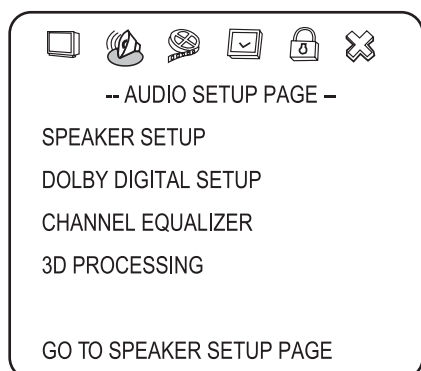 -- AUDIO SETUP PAGE –
SPEAKER SETUP
DOLBY DIGITAL SETUP
CHANNEL EQUALIZER
3D PROCESSING
GO TO SPEAKER SETUP PAGE